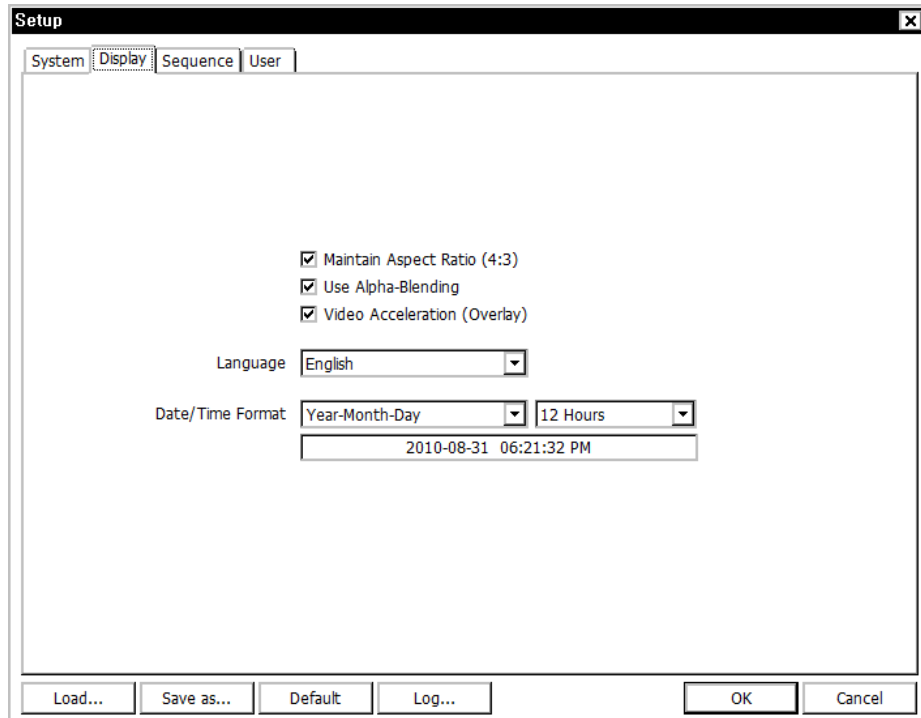 Setup
System Display Sequence User
Maintain Aspect Ratio (4:3)
Use Alpha-Blending
Video Acceleration (Overlay)
Language English
Date/Time Format Year-Month-Day 12 Hours
2010-08-31 06:21:32 PM
Load... Save as... Default Log... OK Cancel